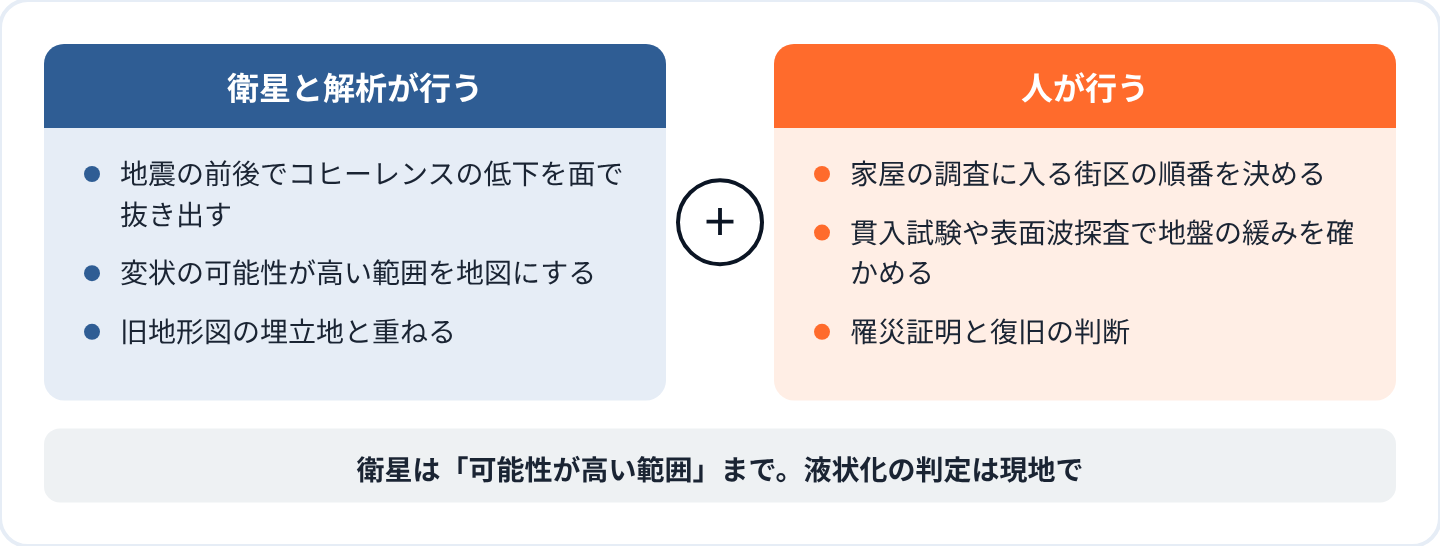 衛星と解析が行う
地震の前後でコヒーレンスの低下を面で
抜き出す
変状の可能性が高い範囲を地図にする
旧地形図の埋立地と重ねる
+
人が行う
家屋の調査に入る街区の順番を決める
貫入試験や表面波探査で地盤の緩みを確
かめる
罹災証明と復旧の判断
衛星は「可能性が高い範囲」まで。液状化の判定は現地で